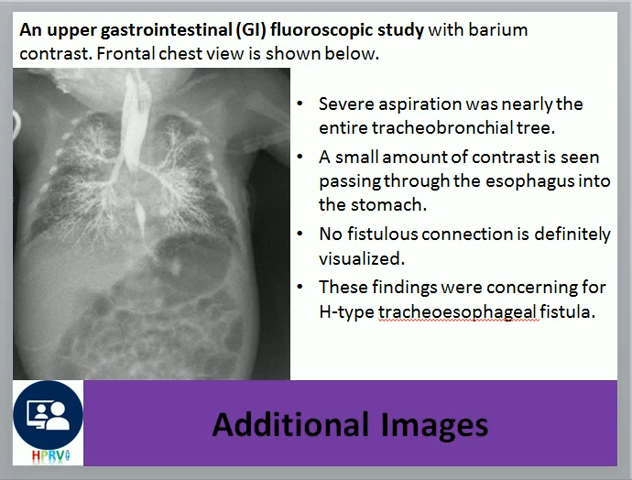 An upper gastrointestinal (GI) fluoroscopic study with barium
contrast. Frontal chest view is shown below.
• Severe aspiration was nearly the
entire tracheobronchial tree.
• A small amount of contrast is seen
passing through the esophagus into
the stomach.
• No fistulous connection is definitely
visualized.
• These findings were concerning for
H-type tracheoesophageal fistula.
Additional Images
HPRV